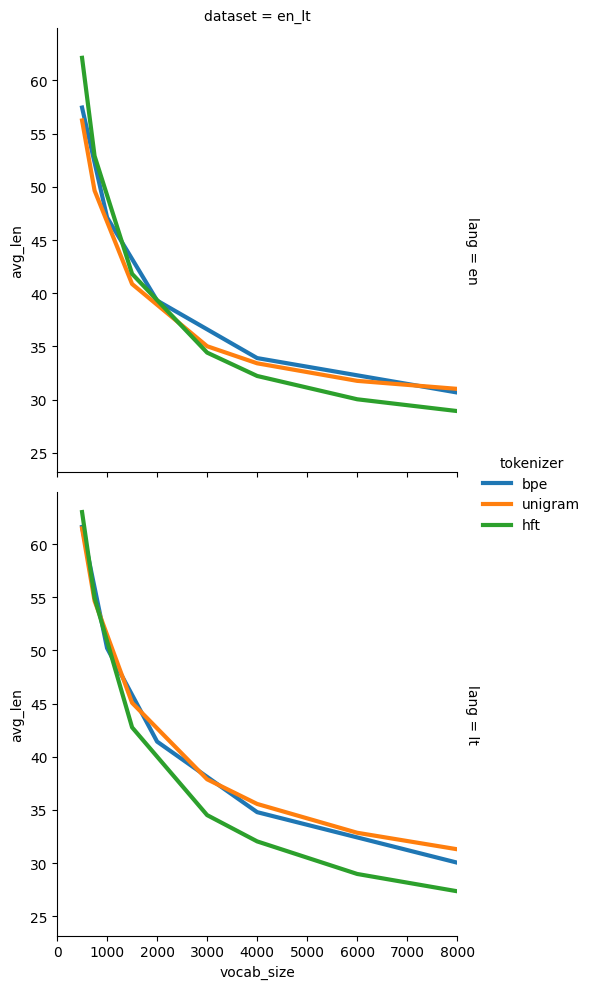 dataset = en_lt
60
55
50
45
40
35
30
25
avg_len
lang = en
tokenizer
bpe
unigram
hft
60
55
50
45
40
35
30
25
avg_len
lang = lt
0 1000 2000 3000 4000 5000 6000 7000 8000
vocab_size